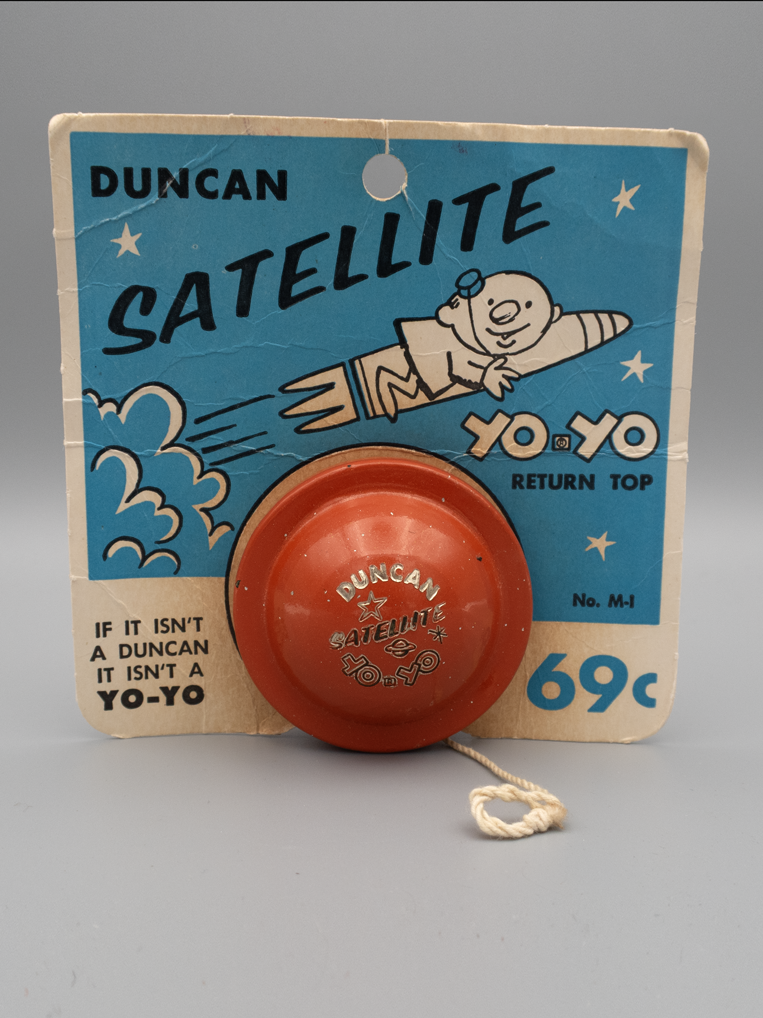 DUNCAN
SATELLITE
YO-YO
RETURN TOP
No. M-1
IF IT ISN'T
A DUNCAN
IT ISN'T A
YO-YO
69c
DUNCAN
SATELLITE
YO-YO